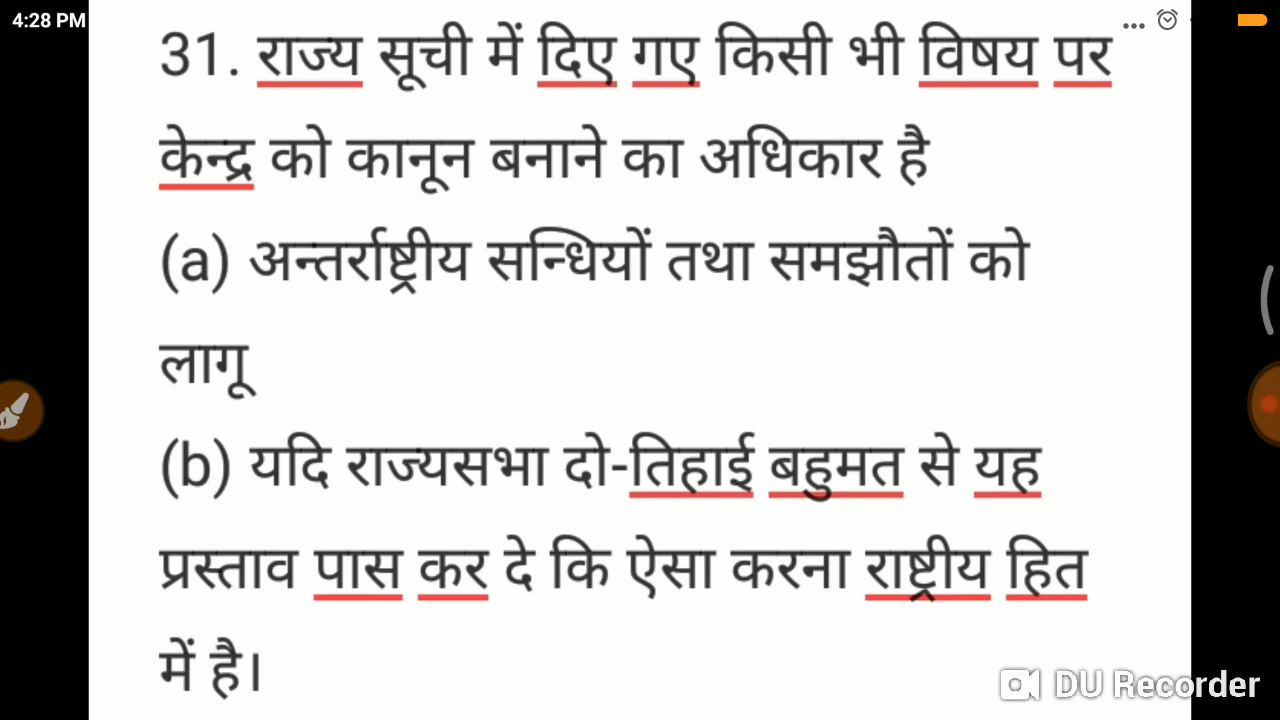 4:28 PM
31. राज्य सूची में दिए गए किसी भी विषय पर
केन्द्र को कानून बनाने का अधिकार है
(a) अन्तर्राष्ट्रीय सन्धियों तथा समझौतों को
लागू
(b) यदि राज्यसभा दो-तिहाई बहुमत से यह
प्रस्ताव पास कर दे कि ऐसा करना राष्ट्रीय हित
में है।
DU Recorder